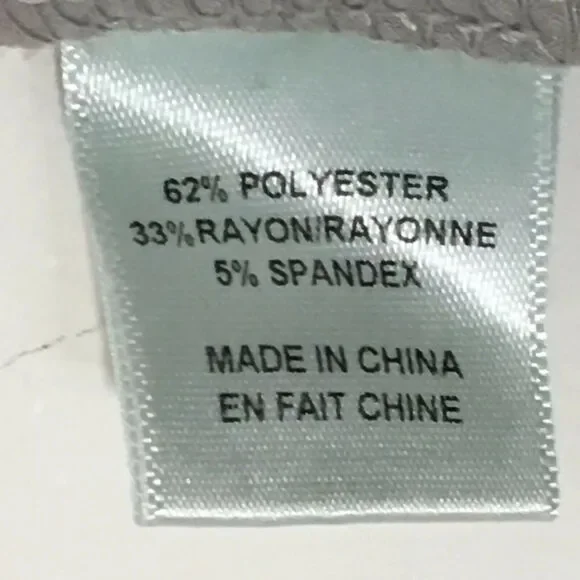 62% POLYESTER
33% RAYON/RAYONNE
5% SPANDEX
MADE IN CHINA
EN FAIT CHINE